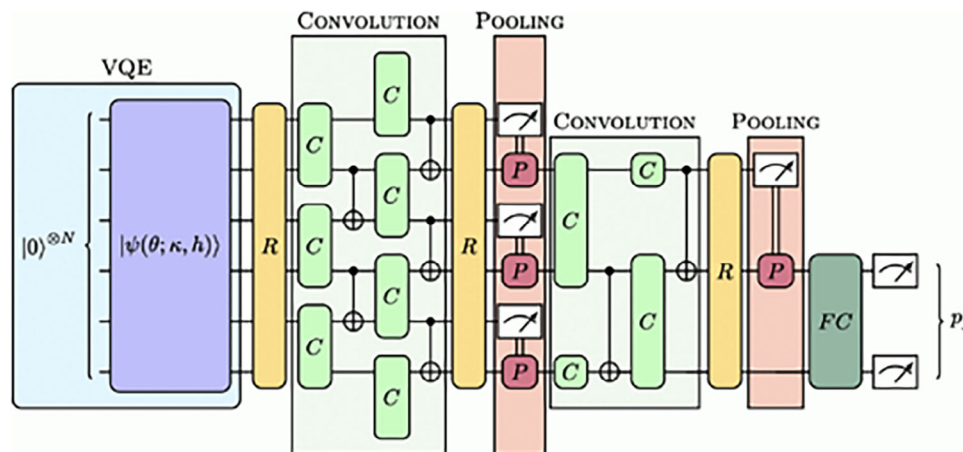 CONVOLUTION
POOLING
VQE
CONVOLUTION
POOLING
|0⟩^{⊗N}
|ψ(θ; κ, h)⟩
R
C
C
C
C
C
C
C
R
P
P
P
C
C
C
C
R
P
FC
p